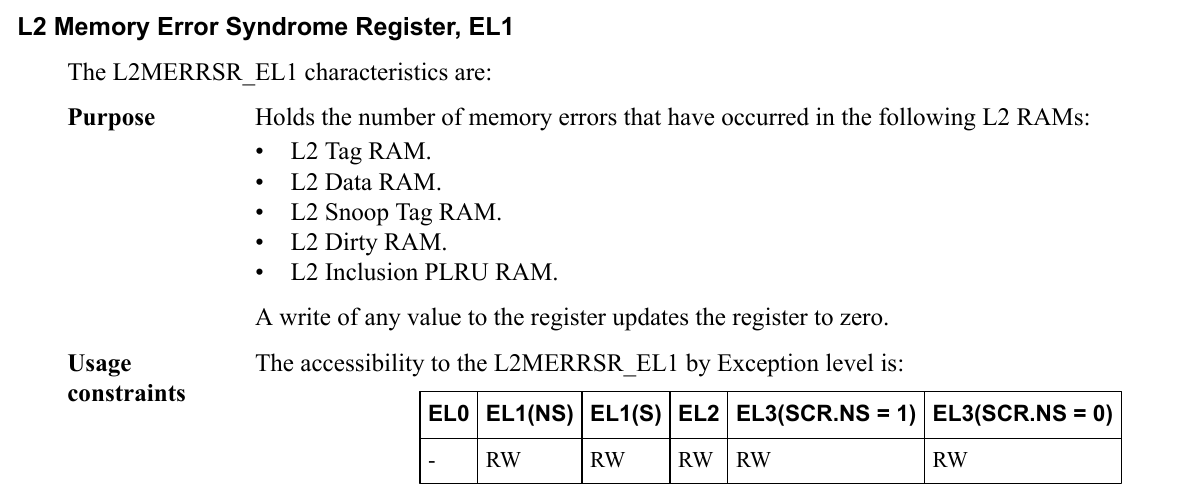 L2 Memory Error Syndrome Register, EL1
The L2MERRSR_EL1 characteristics are:
Purpose Holds the number of memory errors that have occurred in the following L2 RAMs:
• L2 Tag RAM.
• L2 Data RAM.
• L2 Snoop Tag RAM.
• L2 Dirty RAM.
• L2 Inclusion PLRU RAM.
A write of any value to the register updates the register to zero.
Usage constraints The accessibility to the L2MERRSR_EL1 by Exception level is:
EL0 EL1(NS) EL1(S) EL2 EL3(SCR.NS = 1) EL3(SCR.NS = 0)
- RW RW RW RW RW